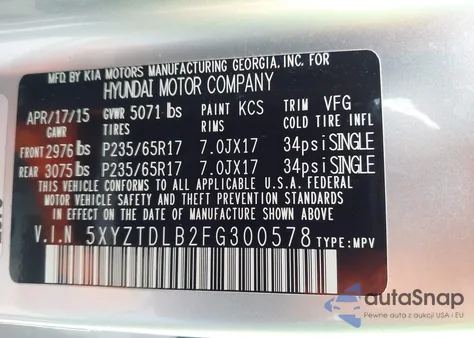 MFD. BY KIA MOTORS MANUFACTURING GEORGIA, INC. FOR
HYUNDAI MOTOR COMPANY
APR/17/15 GVWR 5071 lbs PAINT KCS TRIM VFG
GAWR TIRES RIMS COLD TIRE INFL
FRONT 2976 lbs P235/65R17 7.0JX17 34psi SINGLE
REAR 3075 lbs P235/65R17 7.0JX17 34psi SINGLE
THIS VEHICLE CONFORMS TO ALL APPLICABLE U.S.A. FEDERAL
MOTOR VEHICLE SAFETY, BUMPER, AND THEFT PREVENTION
STANDARDS IN EFFECT ON THE DATE OF MANUFACTURE
SHOWN ABOVE.
V.I.N 5XYZTDLB2FG300578 TYPE:MPV
autaSnap
Pewne auta z aukcji USA i EU